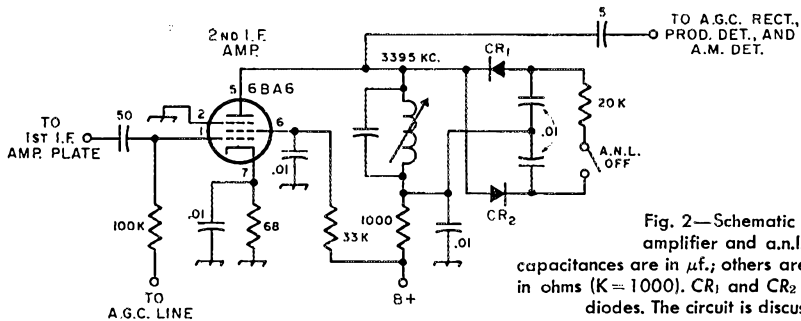 5
TO A.G.C. RECT.,
PROD. DET., AND
A.M. DET.
2ND I.F.
AMP.
3395 KC.
CR1
5
6BA6
TO
1ST I.F.
AMP. PLATE
50
2
1
6
7
.01
20K
.01
A.N.L.
OFF
.01
100K
68
33K
1000
.01
CR2
TO
A.G.C. LINE
B+
Fig. 2—Schematic
amplifier and a.n.l.
capacitances are in µf.; others are
in ohms (K=1000). CR1 and CR2
diodes. The circuit is discus